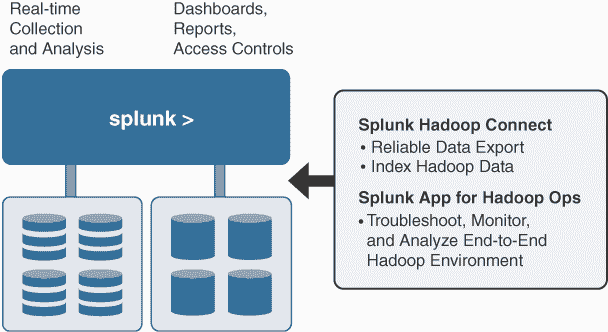 Real-time
Collection
and Analysis
Dashboards,
Reports,
Access Controls
splunk >
Splunk Hadoop Connect
• Reliable Data Export
• Index Hadoop Data
Splunk App for Hadoop Ops
• Troubleshoot, Monitor,
and Analyze End-to-End
Hadoop Environment